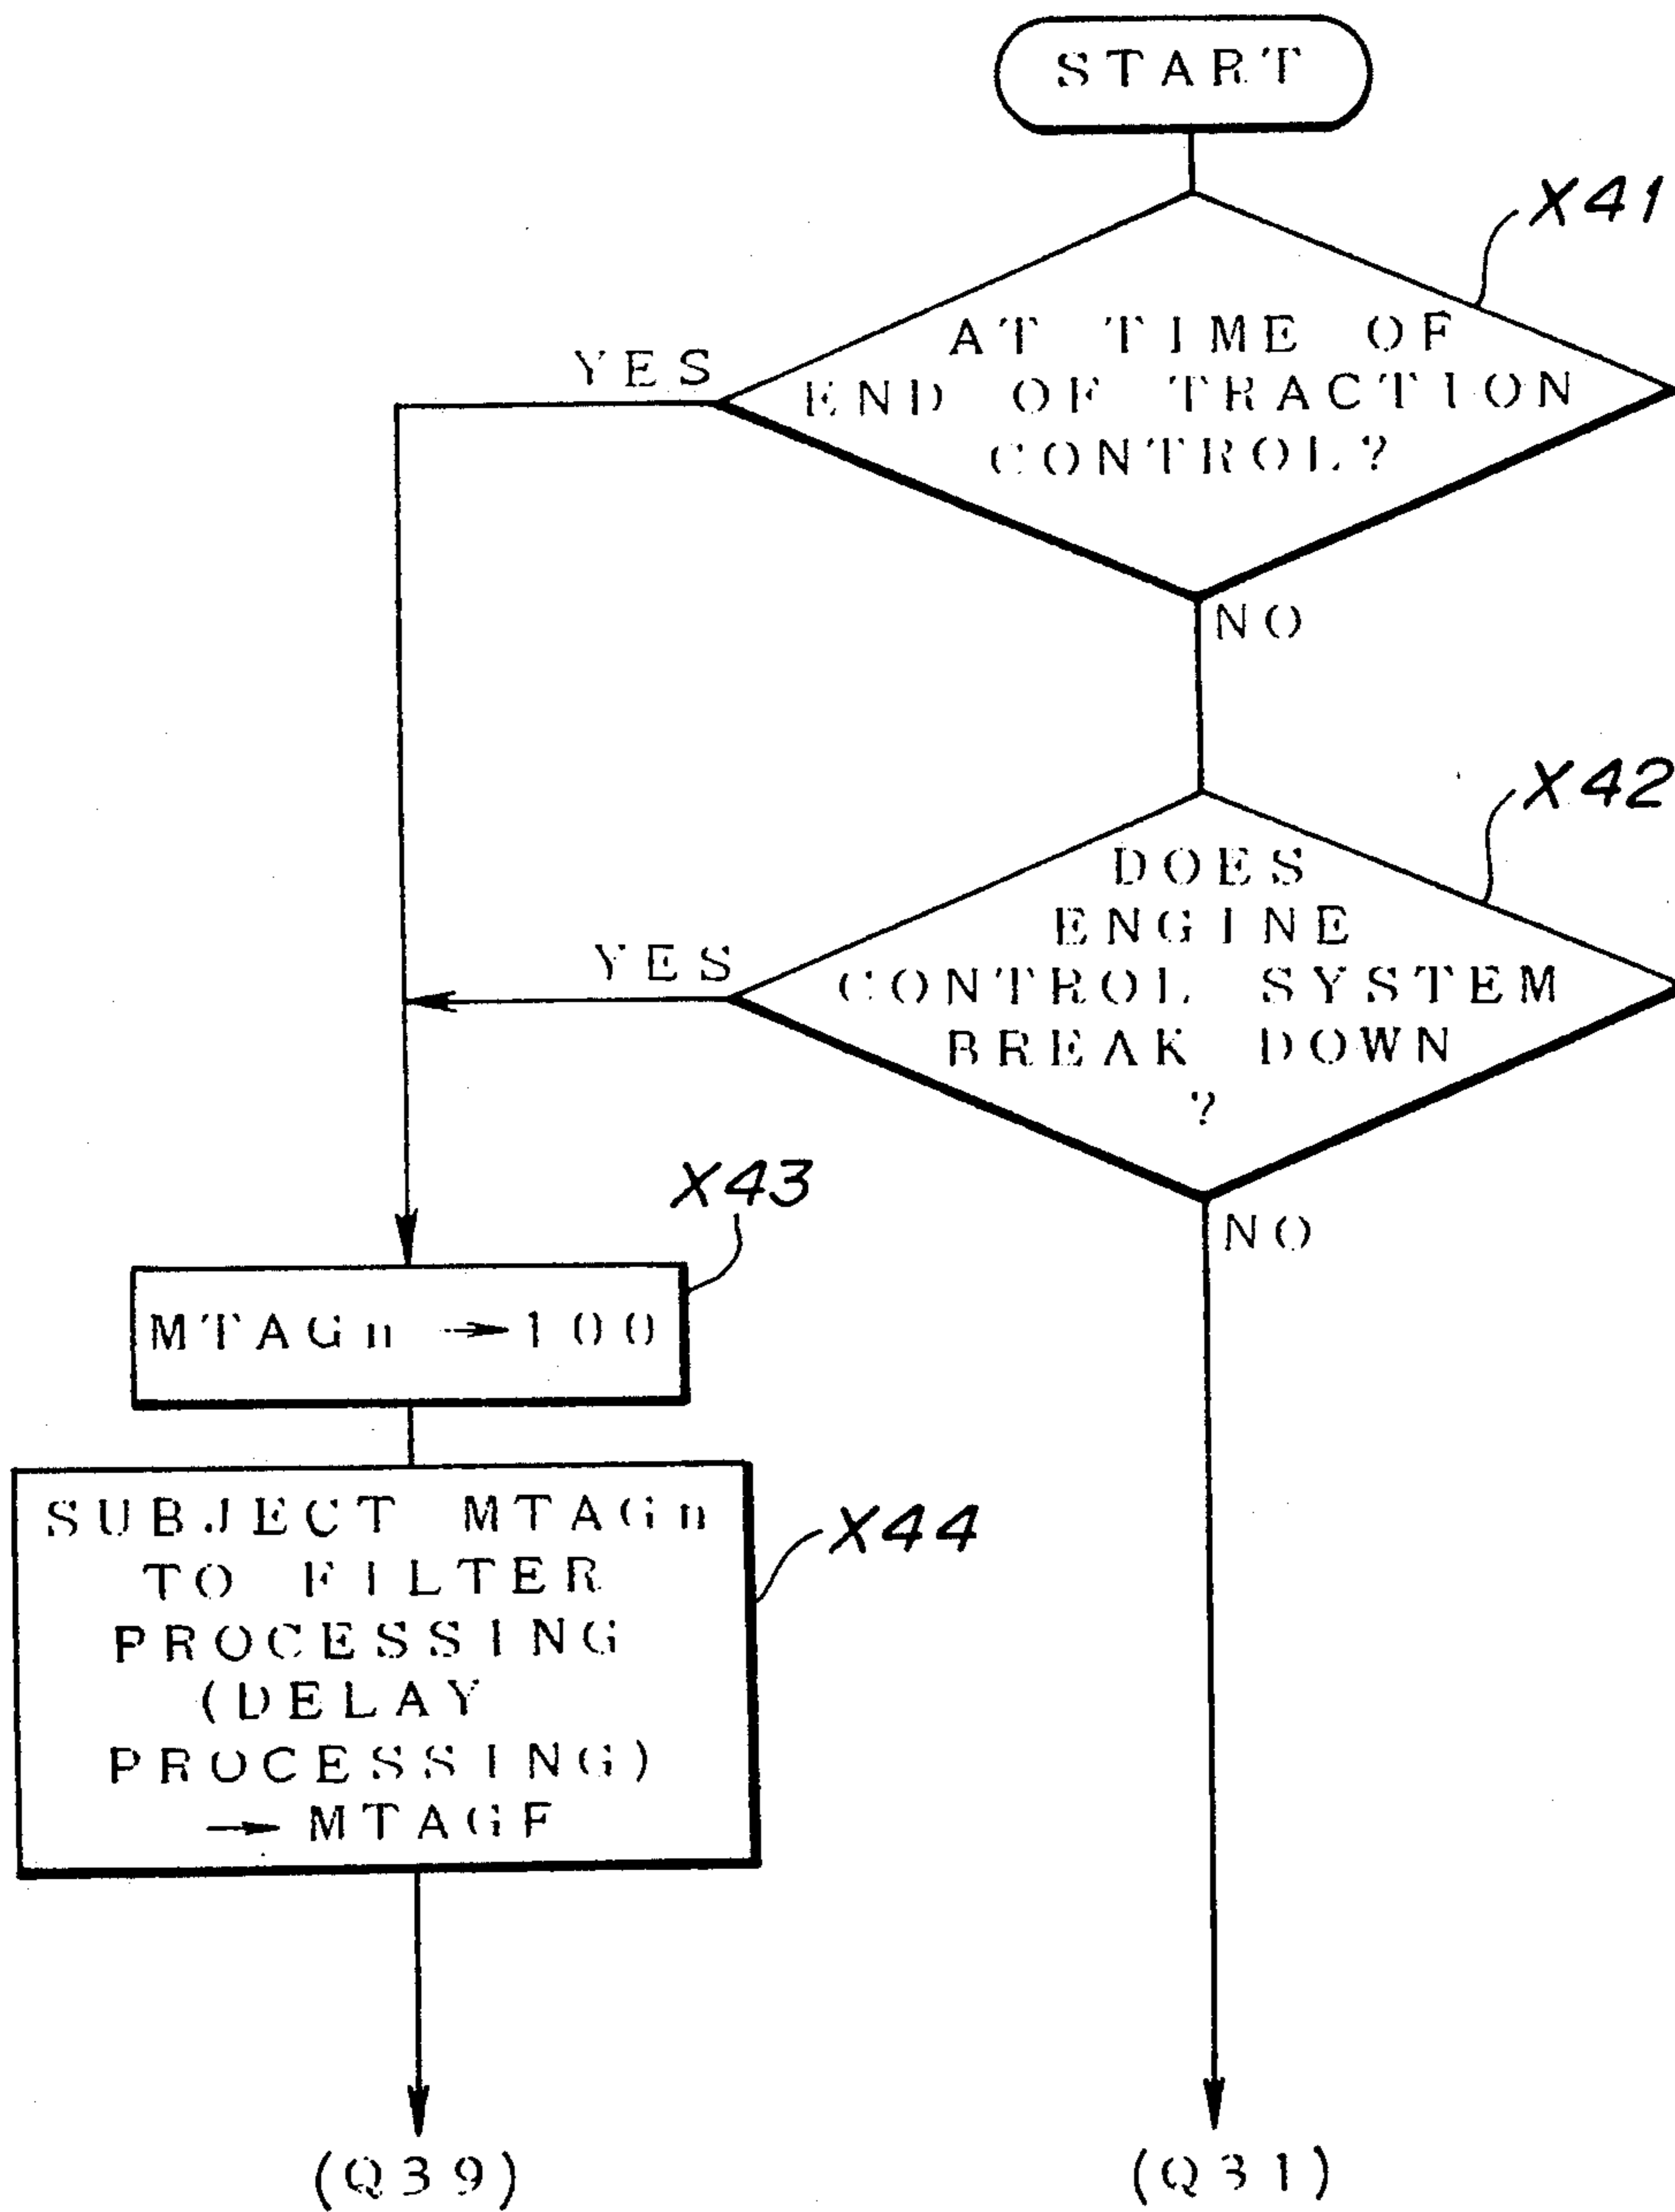 START
X41
AT TIME OF
END OF TRACTION
CONTROL?
YES
NO
X42
DOES
ENGINE
CONTROL SYSTEM
BREAK DOWN
?
YES
NO
X43
MTAGn → 100
X44
SUBJECT MTAGn
TO FILTER
PROCESSING
(DELAY
PROCESSING)
→ MTAGF
(Q39)
(Q31)